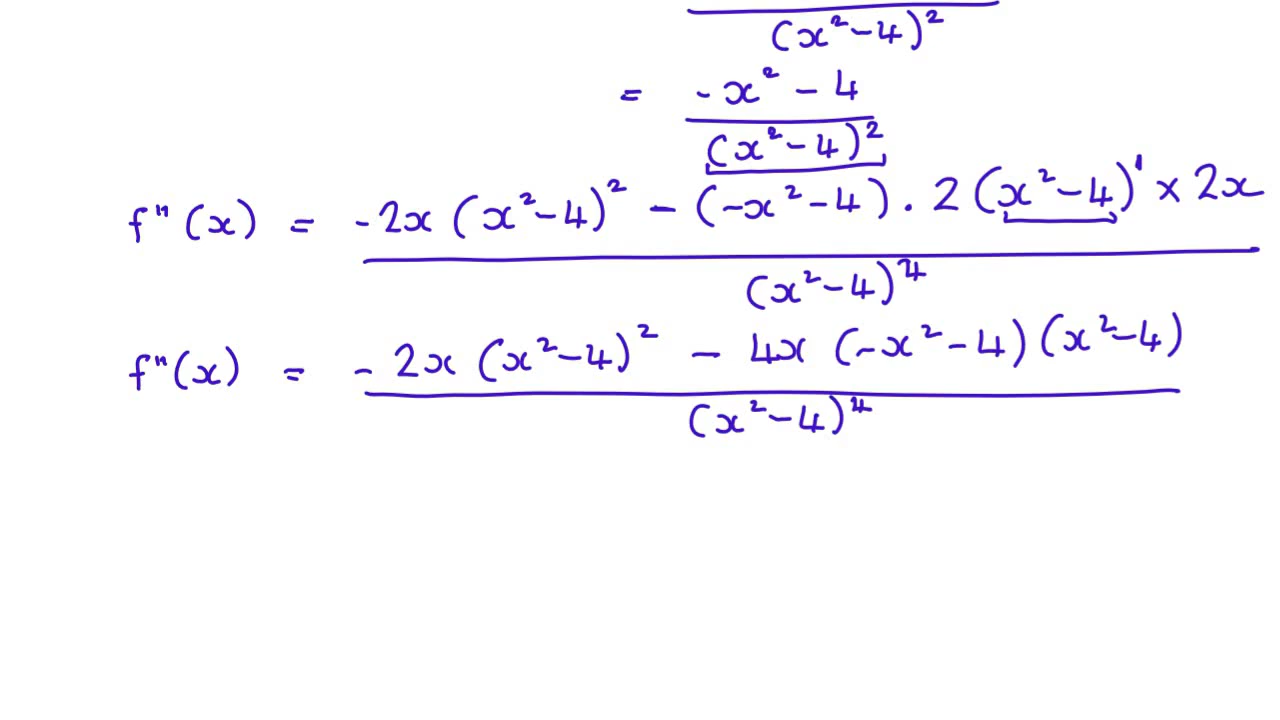 (x²-4)²
= -x² - 4
(x²-4)²
f"(x) = -2x (x²-4)² - (-x²-4) . 2 (x²-4)¹ × 2x
(x²-4)⁴
f"(x) = - 2x (x²-4)² - 4x (-x²-4) (x²-4)
(x²-4)⁴